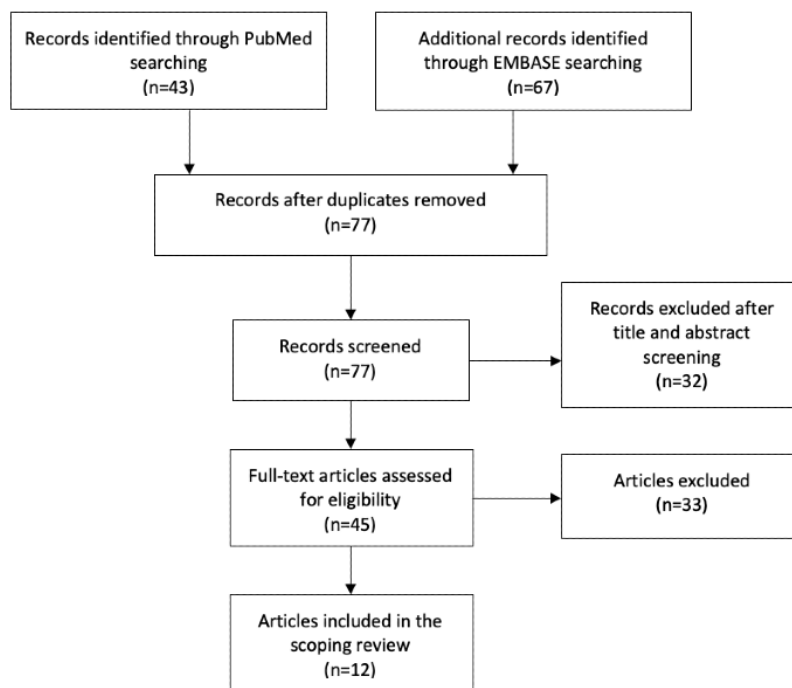 Records identified through PubMed
searching
(n=43)
Additional records identified
through EMBASE searching
(n=67)
Records after duplicates removed
(n=77)
Records screened
(n=77)
Records excluded after
title and abstract
screening
(n=32)
Full-text articles assessed
for eligibility
(n=45)
Articles excluded
(n=33)
Articles included in the
scoping review
(n=12)